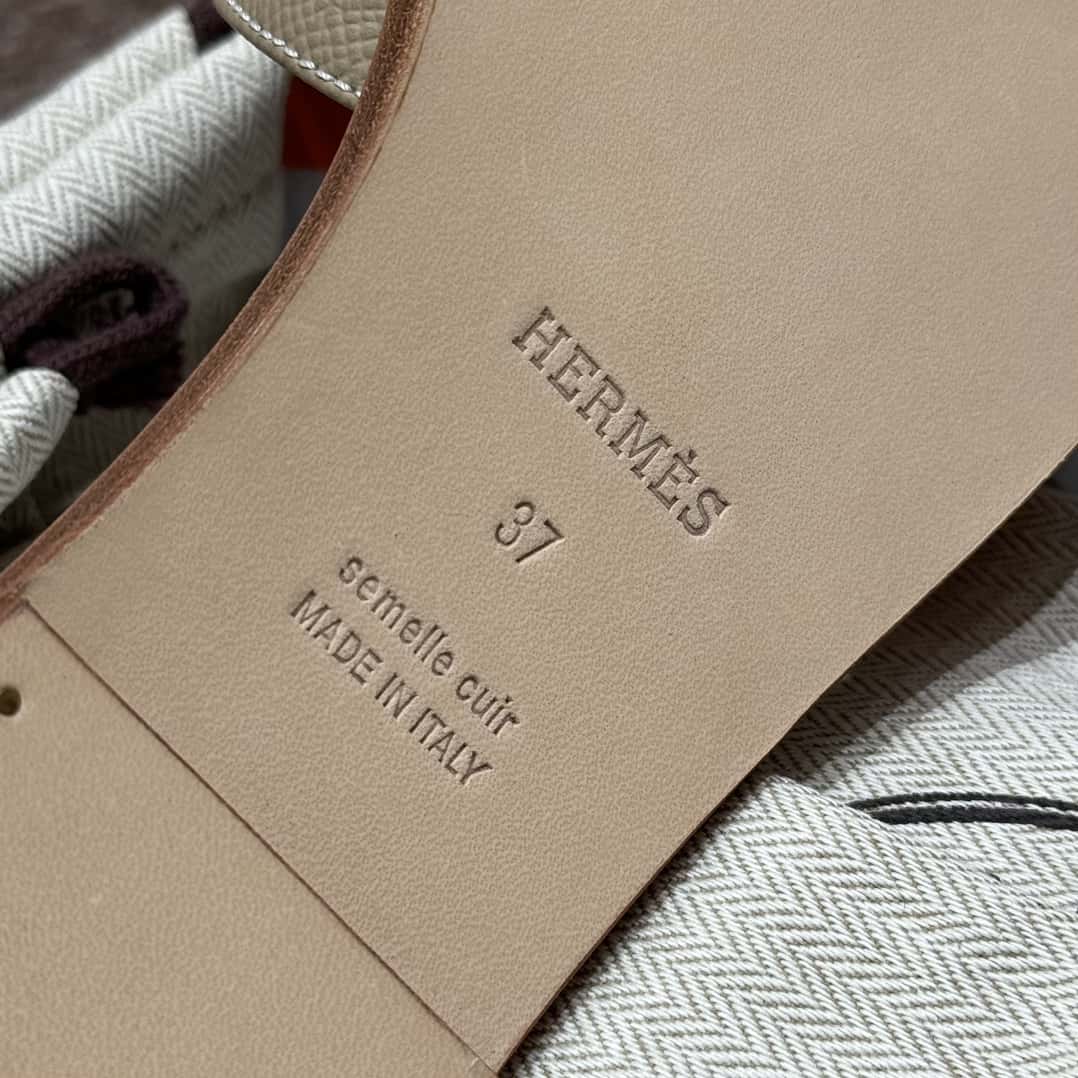 HERMÈS
37
semelle cuir
MADE IN ITALY